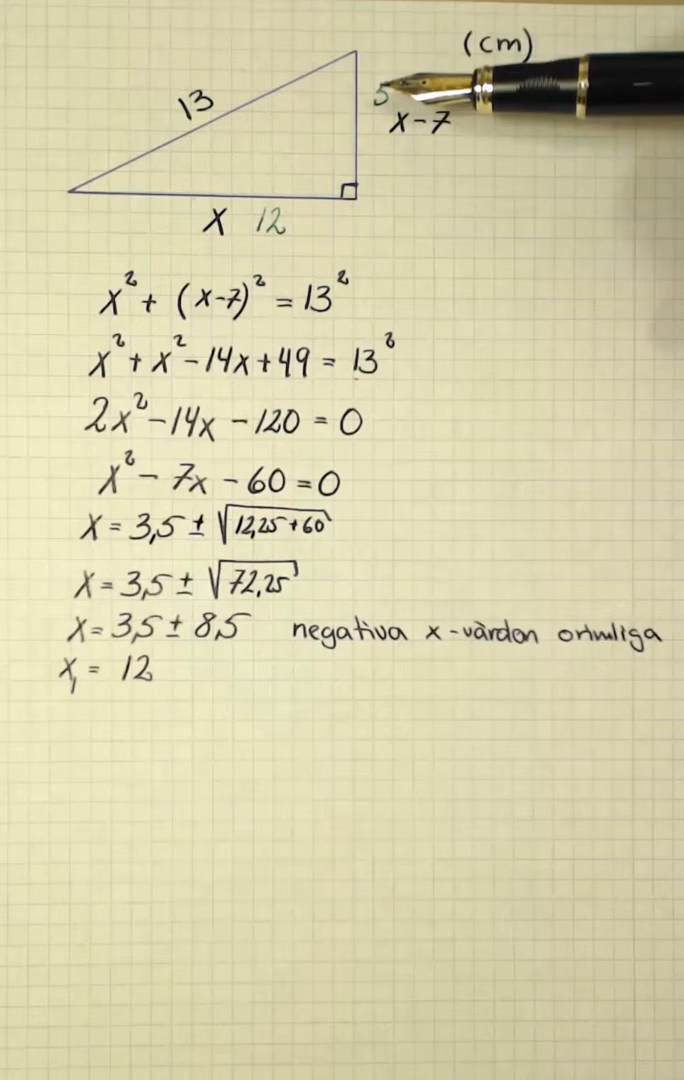 (cm)
13
5
x-7
x 12
x² + (x-7)² = 13²
x² + x² - 14x + 49 = 13²
2x² - 14x - 120 = 0
x² - 7x - 60 = 0
x = 3,5 ± √12,25 + 60
x = 3,5 ± √72,25
x = 3,5 ± 8,5 negativa x-värden orimliga
x₁ = 12